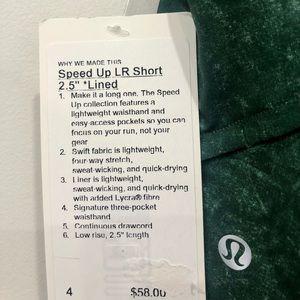 WHY WE MADE THIS
Speed Up LR Short
2.5" *Lined
1. Make it a long one. The Speed
Up collection features a
lightweight waistband and
easy-access pockets so you can
focus on your run, not your
gear
2. Swift fabric is lightweight,
four-way stretch,
sweat-wicking, and quick-drying
3. Liner is lightweight,
sweat-wicking, and quick-drying
with added Lycra® fibre
4. Signature three-pocket
waistband
5. Continuous drawcord
6. Low rise, 2.5" length
4 $58.00